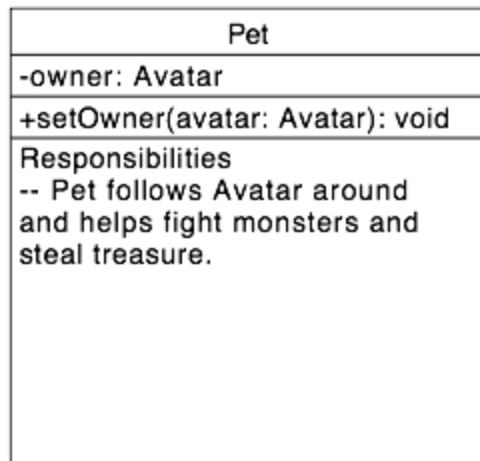 Pet
-owner: Avatar
+setOwner(avatar: Avatar): void
Responsibilities
-- Pet follows Avatar around
and helps fight monsters and
steal treasure.